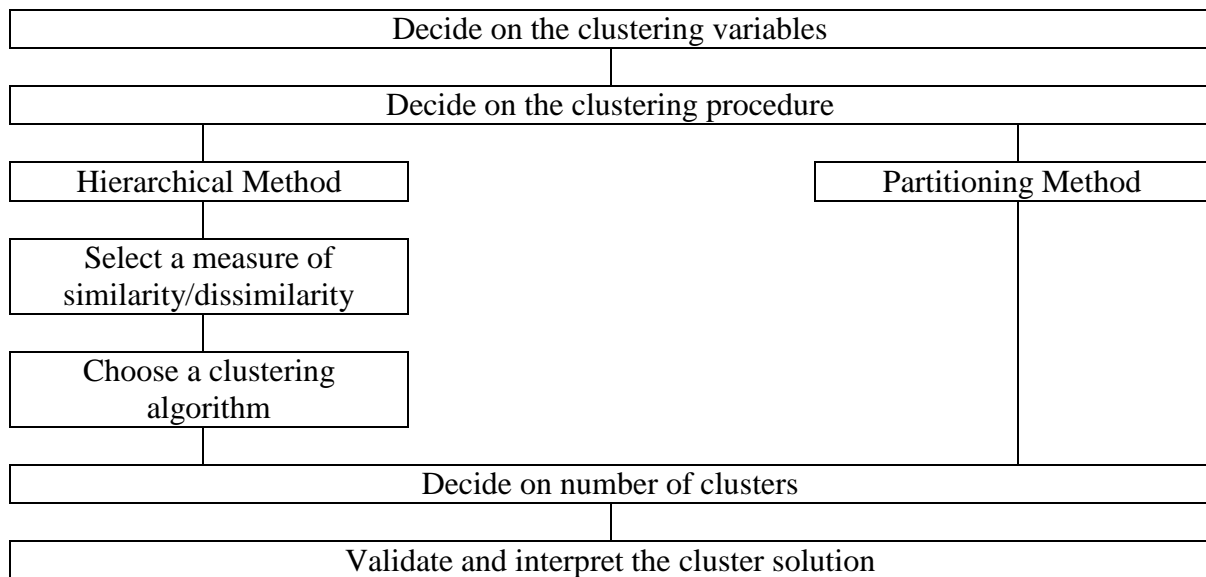 Decide on the clustering variables
Decide on the clustering procedure
Hierarchical Method
Partitioning Method
Select a measure of
similarity/dissimilarity
Choose a clustering
algorithm
Decide on number of clusters
Validate and interpret the cluster solution